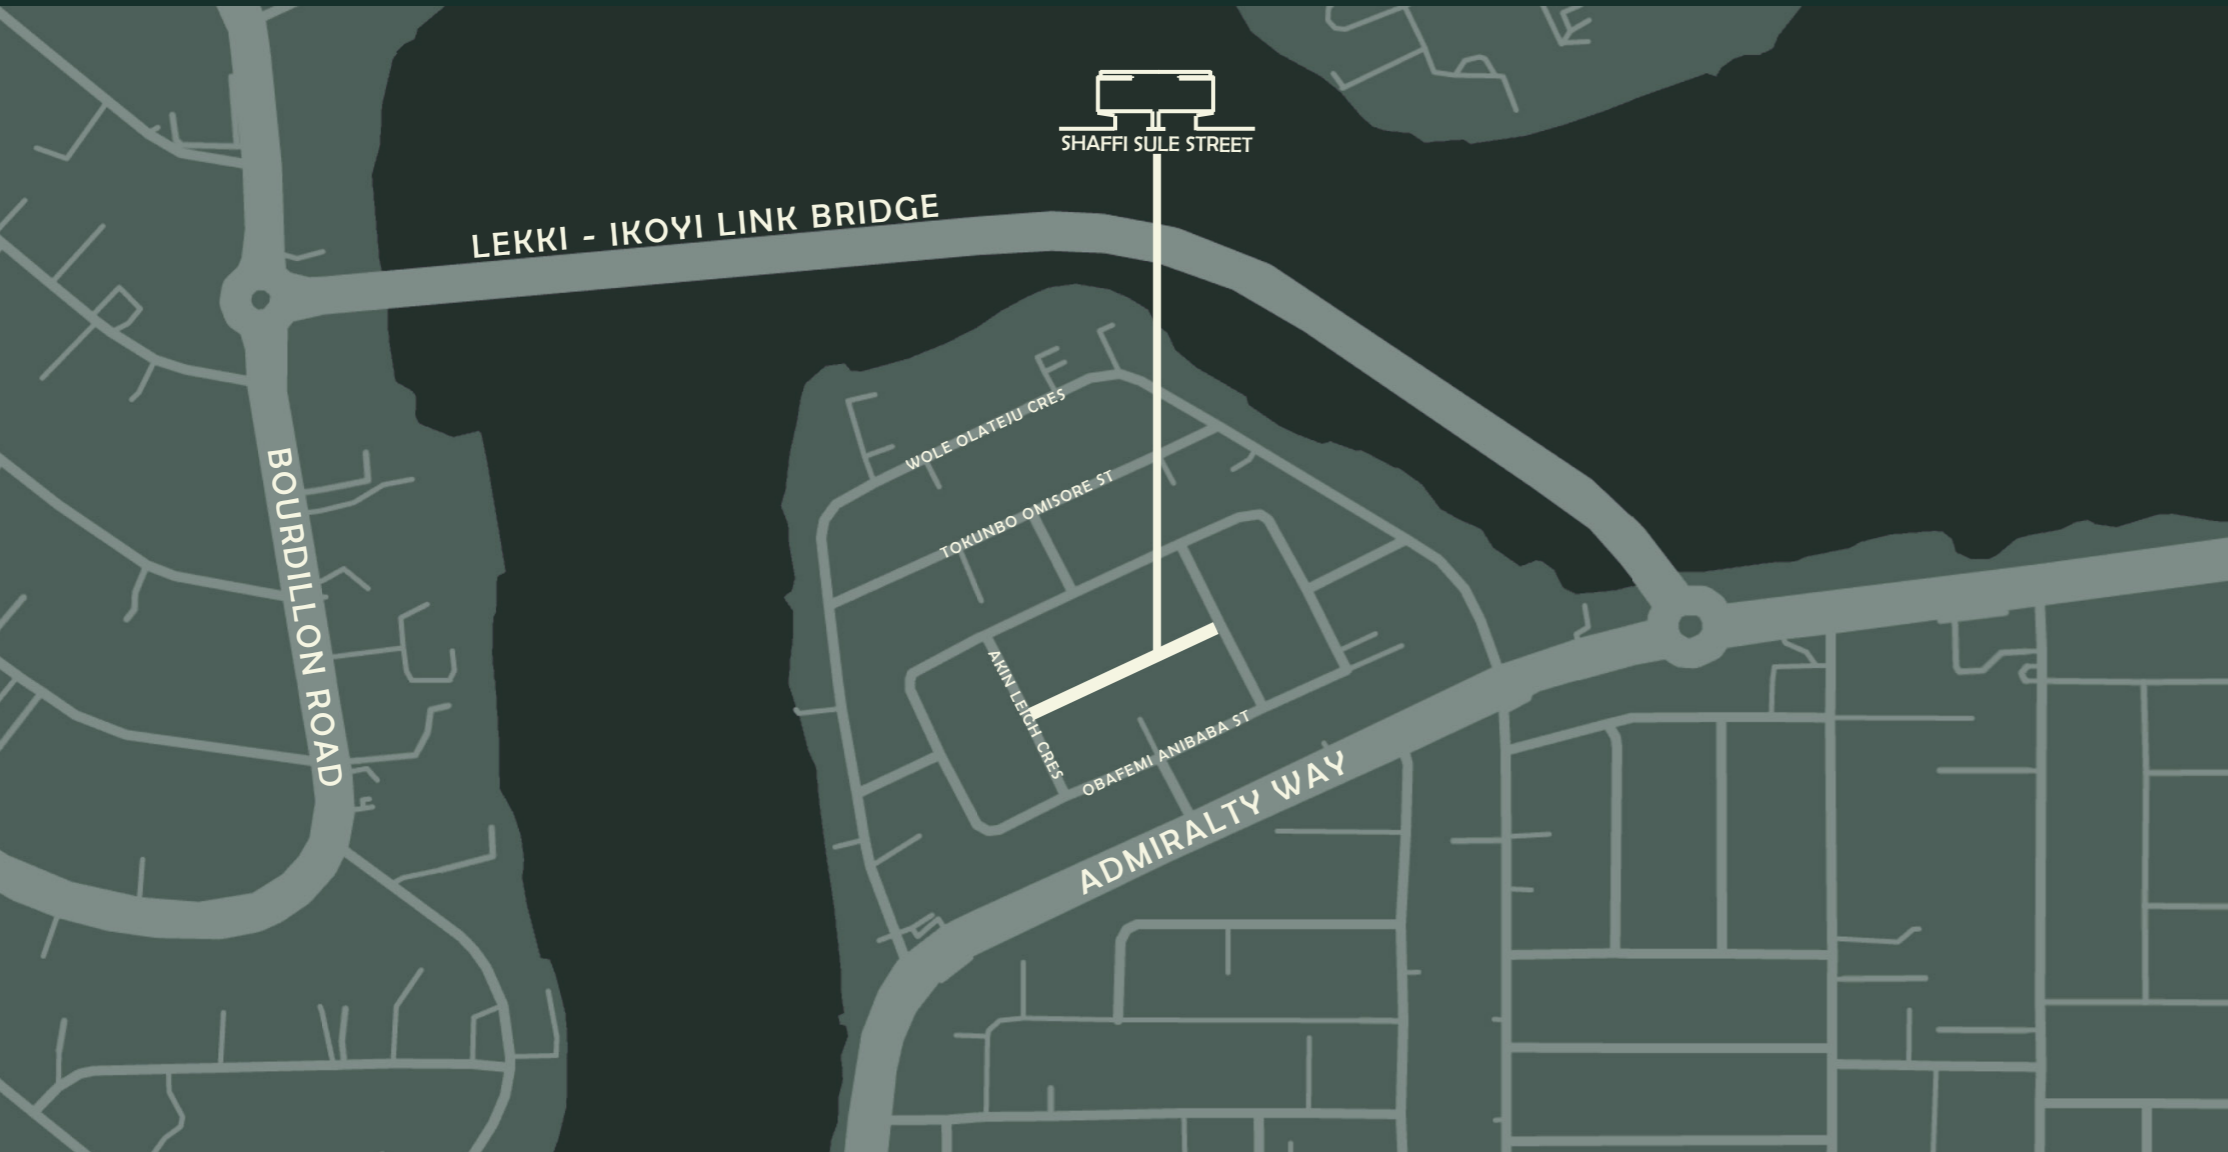 SHAFFI SULE STREET
LEKKI - IKOYI LINK BRIDGE
WOLE OLATEJU CRES
TOKUNBO OMISORE ST
BOURDILLON ROAD
AKIN LEIGH CRES
OBAFEMI ANIBABA ST
ADMIRALTY WAY